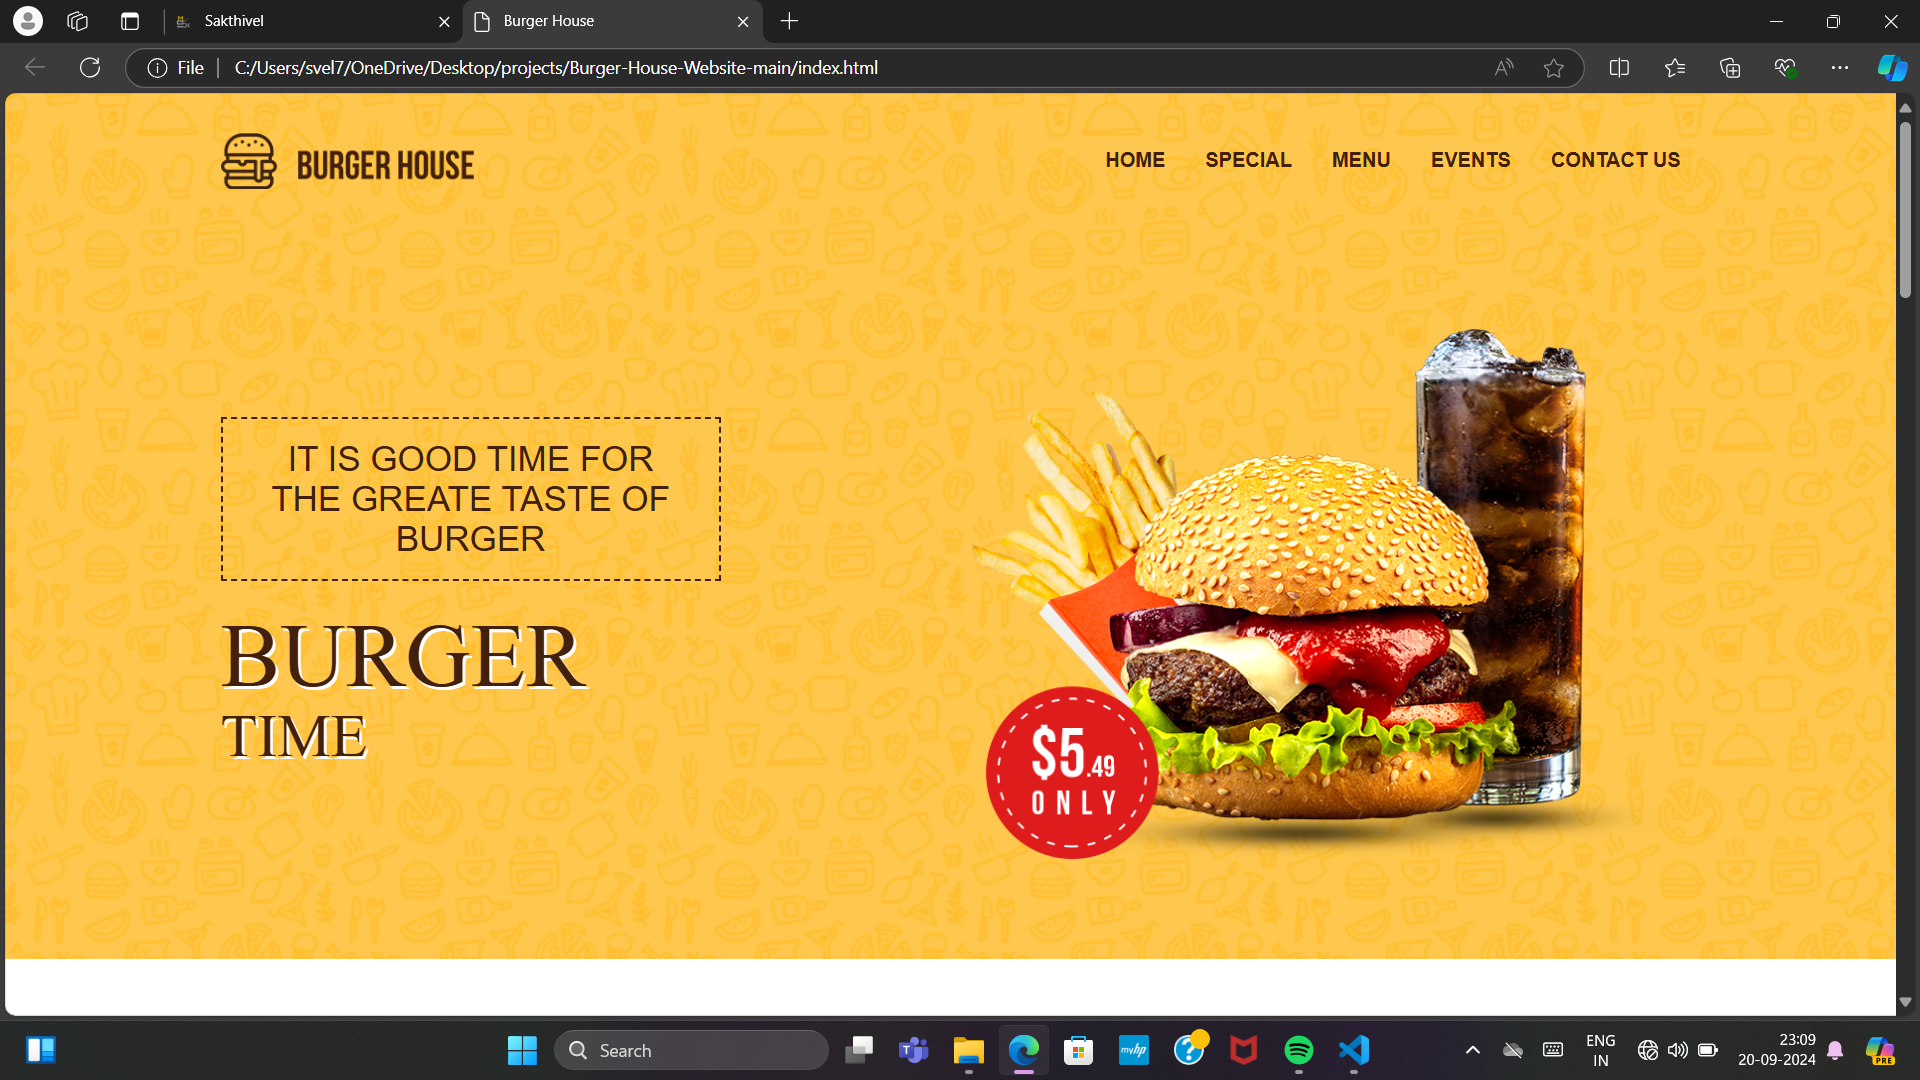 Sakthivel
Burger House
File
C:/Users/svel7/OneDrive/Desktop/projects/Burger-House-Website-main/index.html
BURGER HOUSE
HOME SPECIAL MENU EVENTS CONTACT US
IT IS GOOD TIME FOR
THE GREATE TASTE OF
BURGER
BURGER
TIME
$5.49
ONLY
Search
myhp
ENG
IN
23:09
20-09-2024
PRE